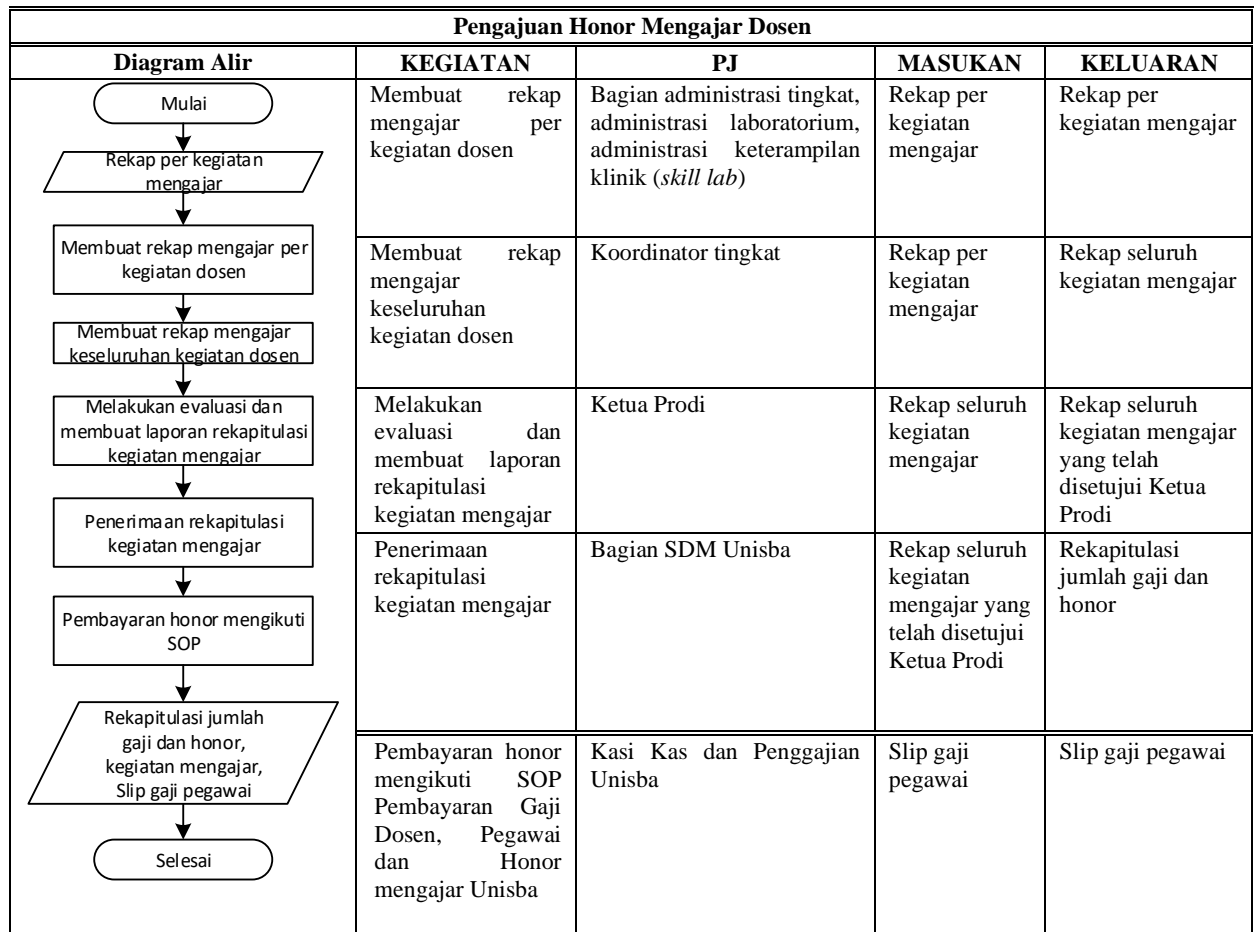 Pengajuan Honor Mengajar Dosen
Diagram Alir
KEGIATAN
PJ
MASUKAN
KELUARAN
Mulai
Rekap per kegiatan
mengajar
Membuat rekap mengajar per
kegiatan dosen
Membuat rekap mengajar
keseluruhan kegiatan dosen
Melakukan evaluasi dan
membuat laporan rekapitulasi
kegiatan mengajar
Penerimaan rekapitulasi
kegiatan mengajar
Pembayaran honor mengikuti
SOP
Rekapitulasi jumlah
gaji dan honor,
kegiatan mengajar,
Slip gaji pegawai
Selesai
Membuat rekap
mengajar per
kegiatan dosen
Bagian administrasi tingkat,
administrasi laboratorium,
administrasi keterampilan
klinik (skill lab)
Rekap per
kegiatan
mengajar
Rekap per
kegiatan mengajar
Membuat rekap
mengajar
keseluruhan
kegiatan dosen
Koordinator tingkat
Rekap per
kegiatan
mengajar
Rekap seluruh
kegiatan mengajar
Melakukan
evaluasi dan
membuat laporan
rekapitulasi
kegiatan mengajar
Ketua Prodi
Rekap seluruh
kegiatan
mengajar
Rekap seluruh
kegiatan mengajar
yang telah
disetujui Ketua
Prodi
Penerimaan
rekapitulasi
kegiatan mengajar
Bagian SDM Unisba
Rekap seluruh
kegiatan
mengajar yang
telah disetujui
Ketua Prodi
Rekapitulasi
jumlah gaji dan
honor
Pembayaran honor
mengikuti SOP
Pembayaran Gaji
Dosen, Pegawai
dan Honor
mengajar Unisba
Kasi Kas dan Penggajian
Unisba
Slip gaji
pegawai
Slip gaji pegawai